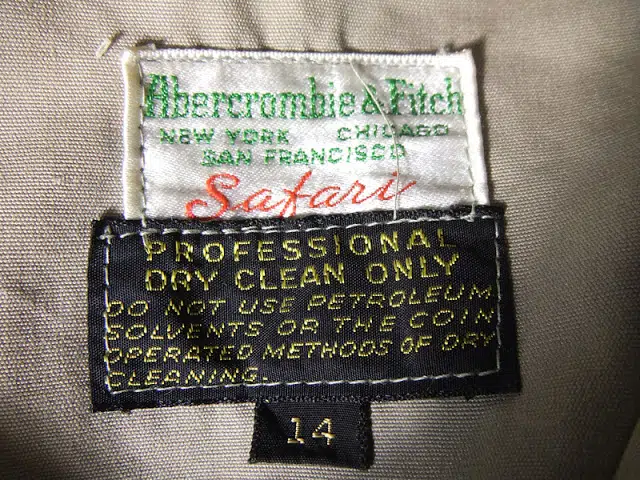 Abercrombie & Fitch
NEW YORK CHICAGO
SAN FRANCISCO
Safari
PROFESSIONAL
DRY CLEAN ONLY
DO NOT USE PETROLEUM
SOLVENTS OR THE COIN
OPERATED METHODS OF DRY
CLEANING.
14